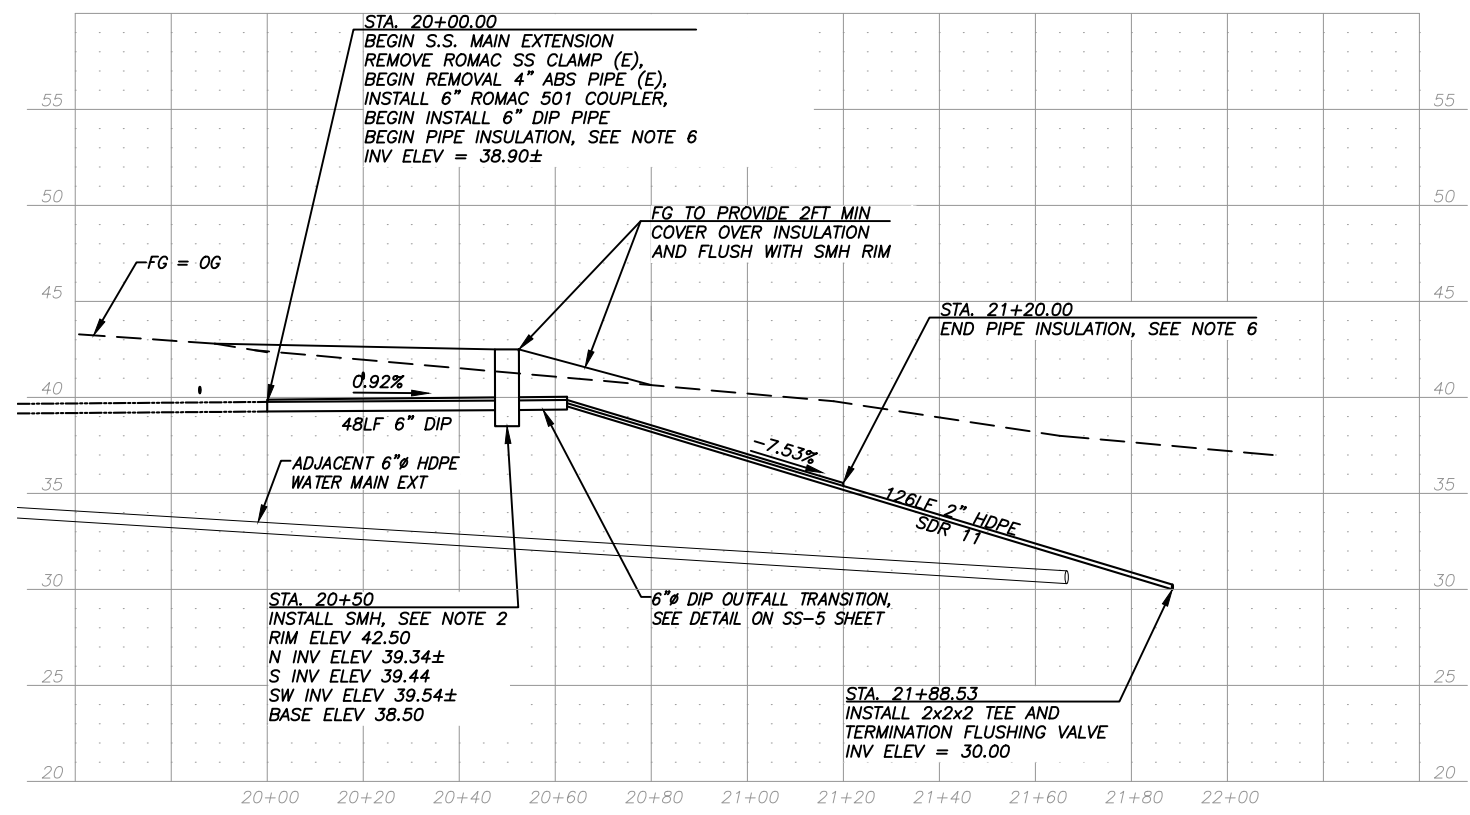 STA. 20+00.00
BEGIN S.S. MAIN EXTENSION
REMOVE ROMAC SS CLAMP (E),
BEGIN REMOVAL 4" ABS PIPE (E),
INSTALL 6" ROMAC 501 COUPLER,
BEGIN INSTALL 6" DIP PIPE
BEGIN PIPE INSULATION, SEE NOTE 6
INV ELEV = 38.90±
55
55
50
50
FG TO PROVIDE 2FT MIN
COVER OVER INSULATION
AND FLUSH WITH SMH RIM
FG = OG
45
45
STA. 21+20.00
END PIPE INSULATION, SEE NOTE 6
40
40
0.92%
48LF 6" DIP
-7.53%
ADJACENT 6"ø HDPE
WATER MAIN EXT
35
35
126LF 2" HDPE
SDR 11
30
30
STA. 20+50
INSTALL SMH, SEE NOTE 2
RIM ELEV 42.50
N INV ELEV 39.34±
S INV ELEV 39.44
SW INV ELEV 39.54±
BASE ELEV 38.50
6"ø DIP OUTFALL TRANSITION,
SEE DETAIL ON SS-5 SHEET
25
25
STA. 21+88.53
INSTALL 2x2x2 TEE AND
TERMINATION FLUSHING VALVE
INV ELEV = 30.00
20
20
20+00 20+20 20+40 20+60 20+80 21+00 21+20 21+40 21+60 21+80 22+00